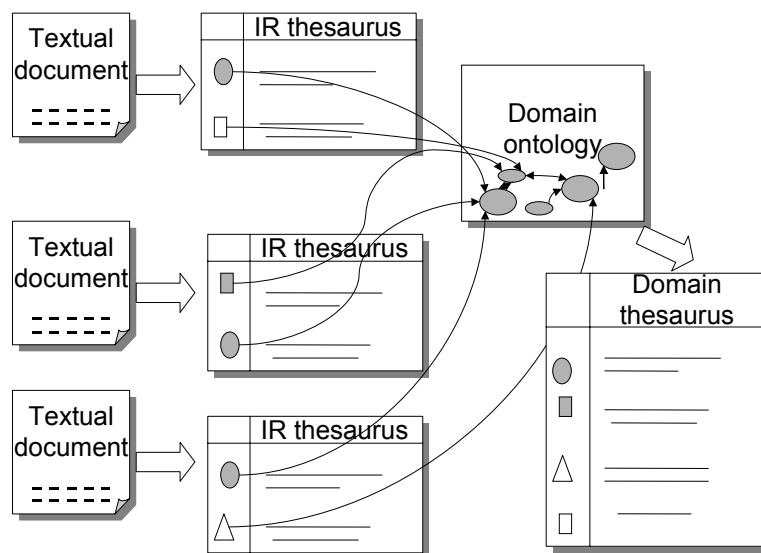 Textual
document
IR thesaurus
Domain
ontology
Textual
document
IR thesaurus
Domain
thesaurus
Textual
document
IR thesaurus